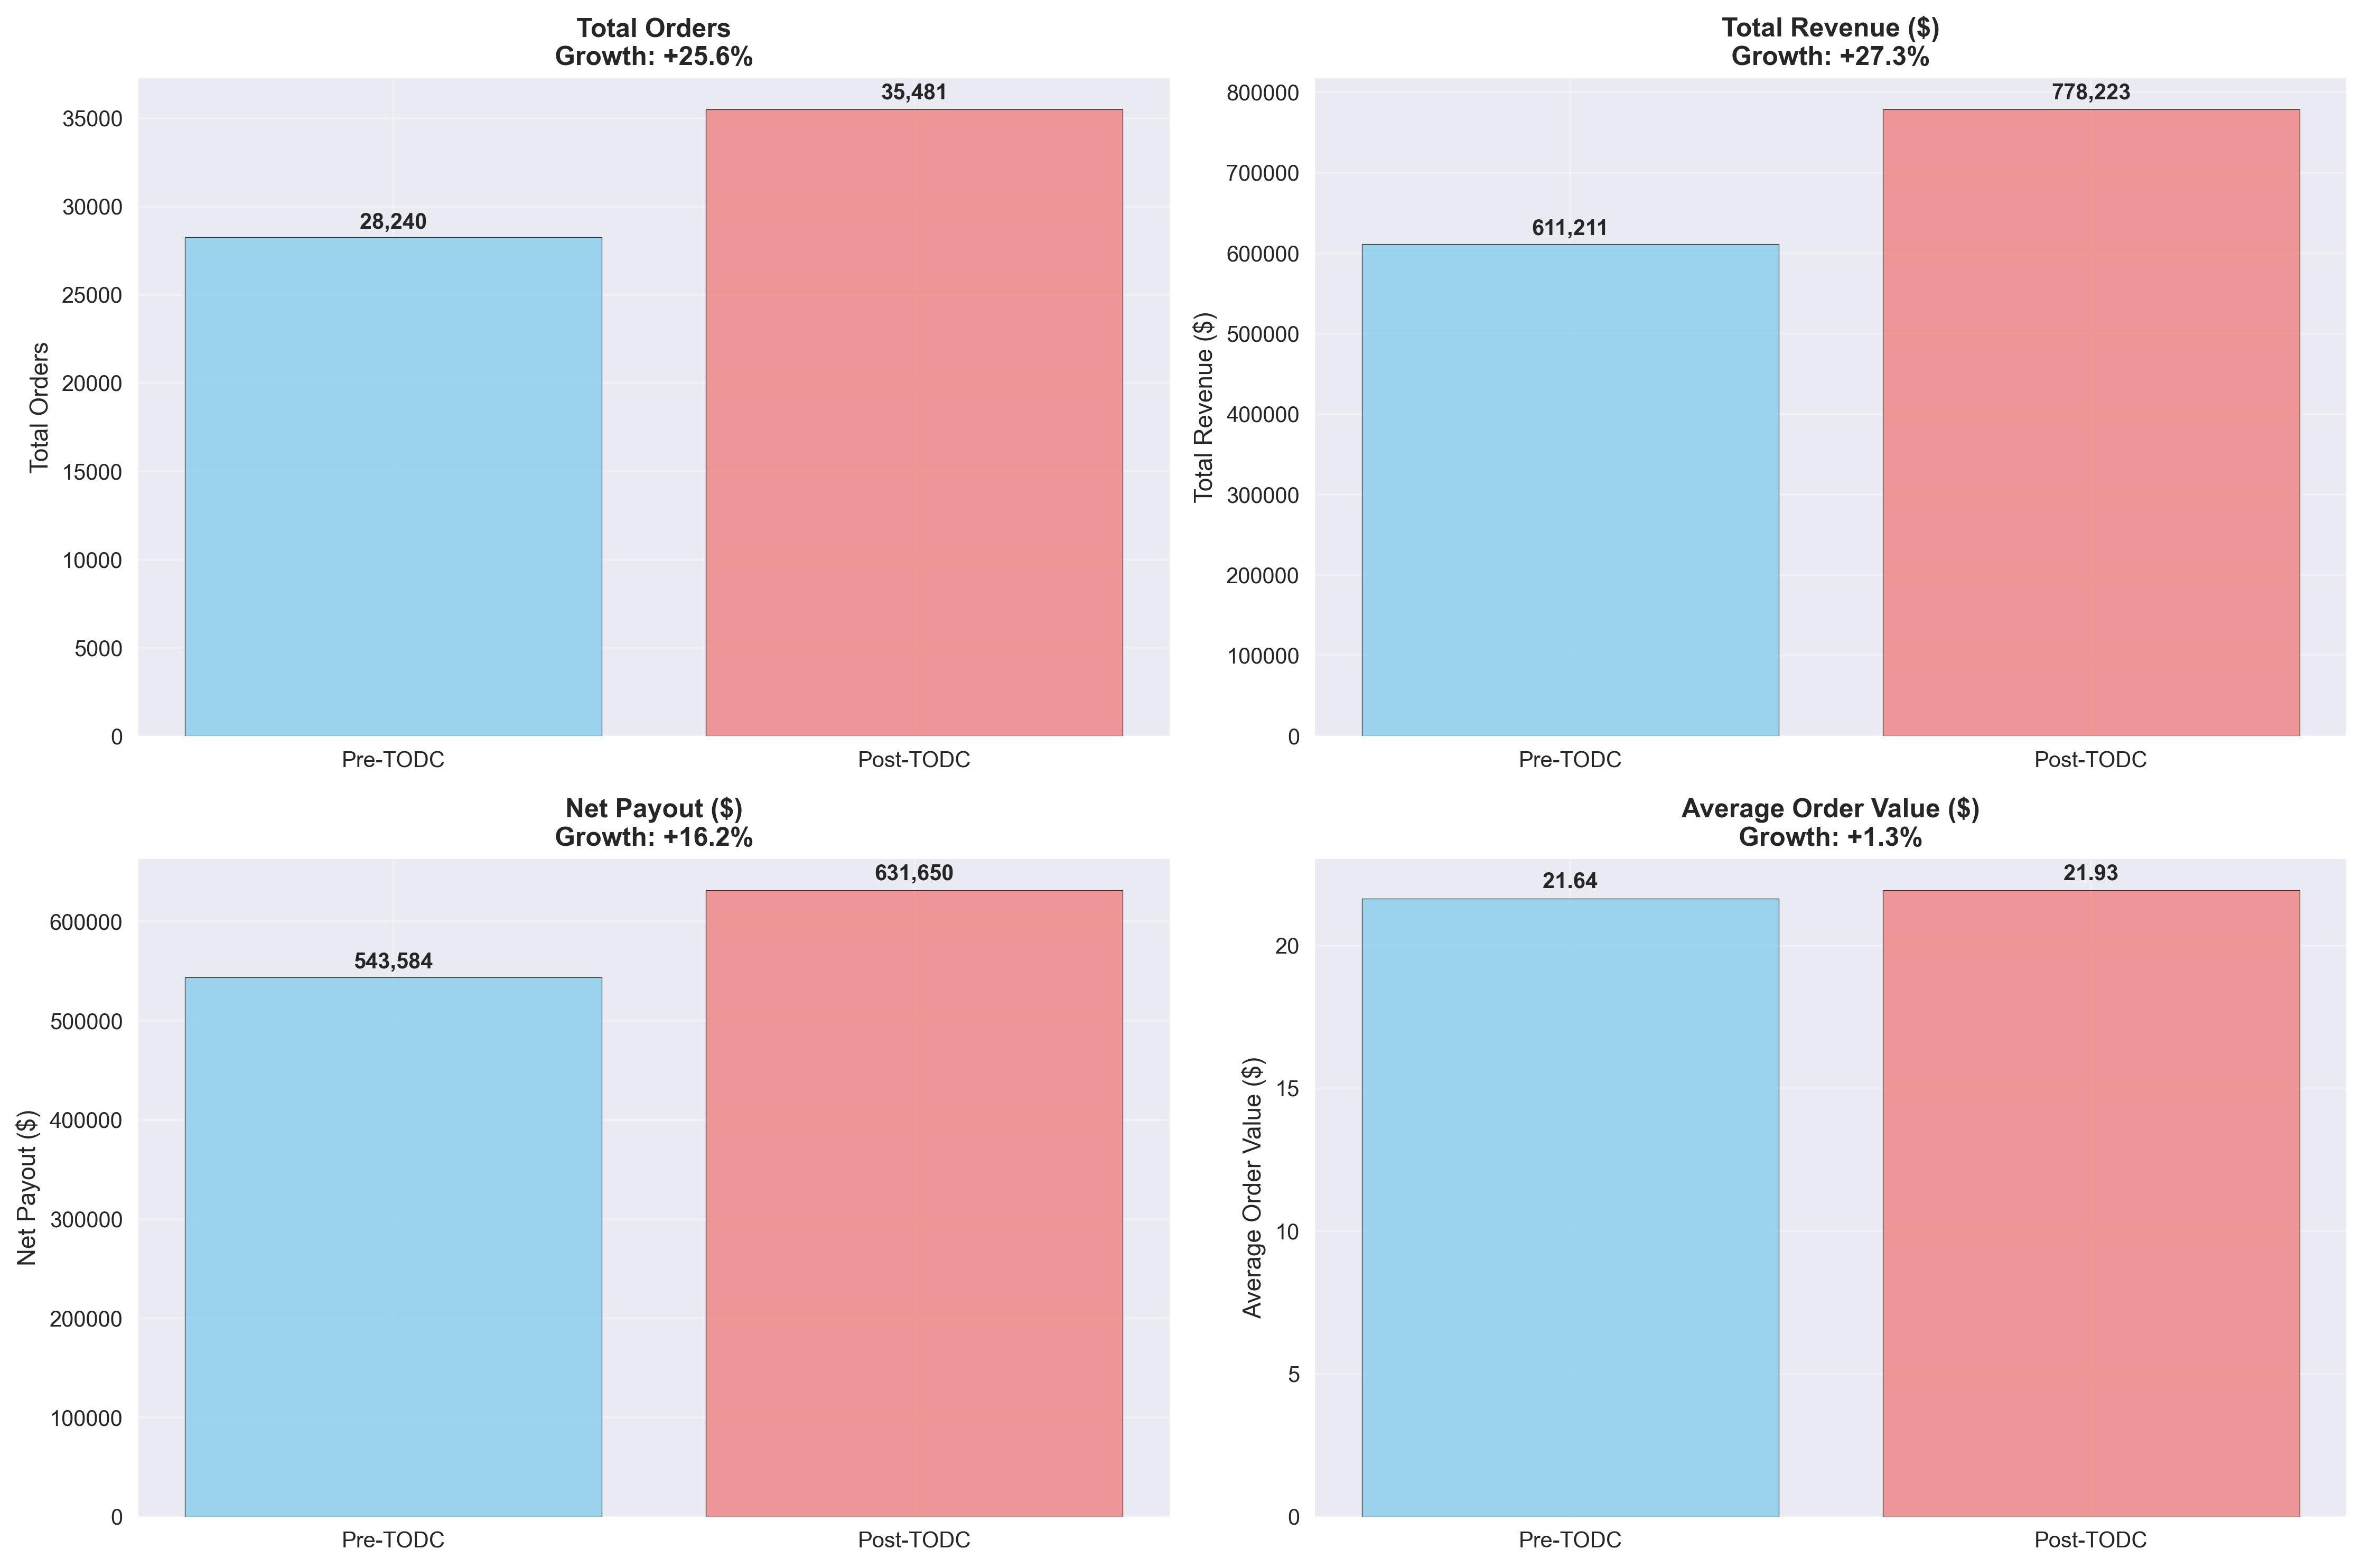 Total Orders
Growth: +25.6%
35,481
28,240
Total Orders
35000
30000
25000
20000
15000
10000
5000
0
Pre-TODC
Post-TODC
Total Revenue ($)
Growth: +27.3%
778,223
611,211
Total Revenue ($)
800000
700000
600000
500000
400000
300000
200000
100000
0
Pre-TODC
Post-TODC
Net Payout ($)
Growth: +16.2%
631,650
543,584
Net Payout ($)
600000
500000
400000
300000
200000
100000
0
Pre-TODC
Post-TODC
Average Order Value ($)
Growth: +1.3%
21.64
21.93
Average Order Value ($)
20
15
10
5
0
Pre-TODC
Post-TODC